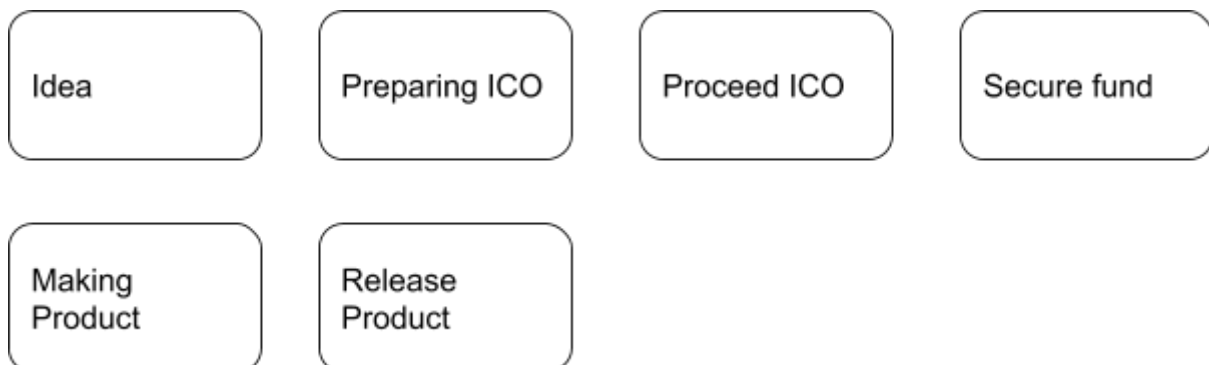 Idea
Preparing ICO
Proceed ICO
Secure fund
Making
Product
Release
Product